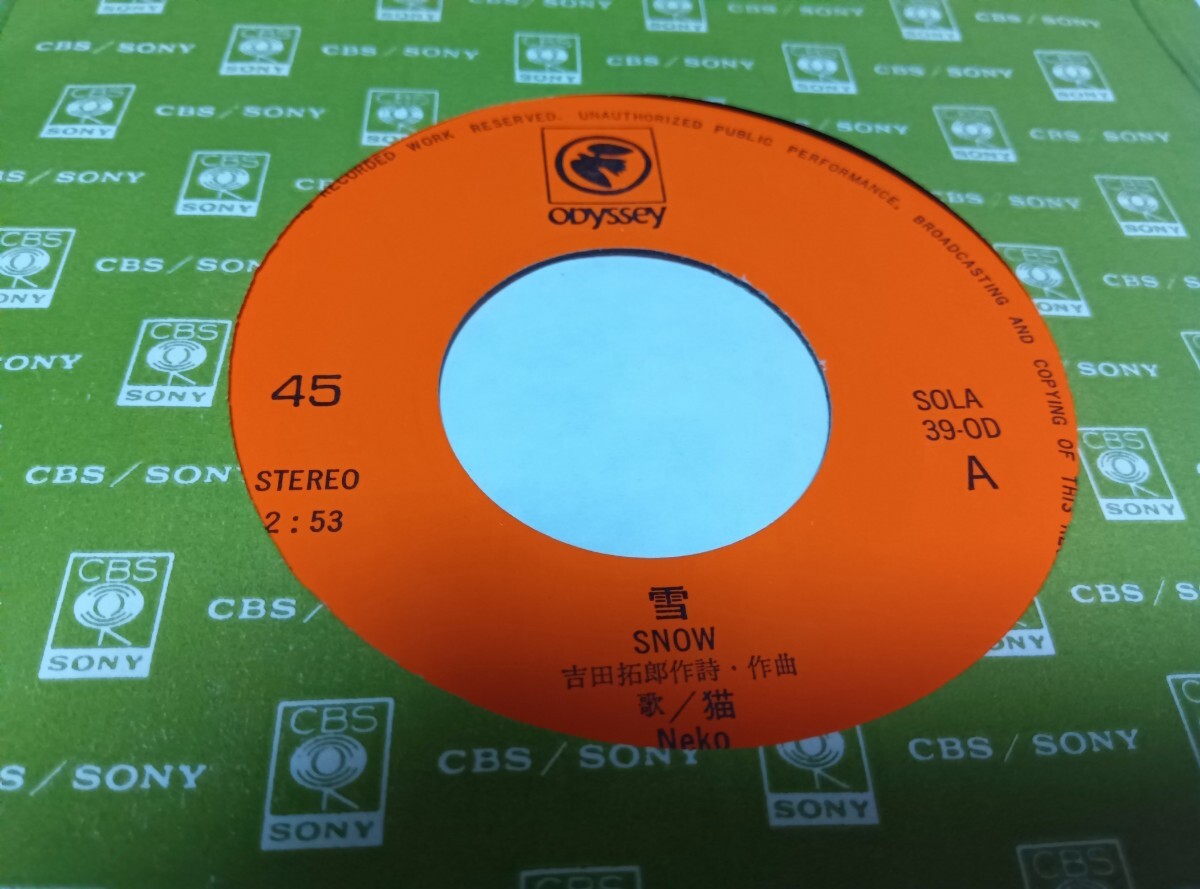 RECORDED WORK RESERVED. UNAUTHORIZED PUBLIC PERFORMANCE, BROADCASTING AND COPYING OF THIS
ODYSSEY
45
STEREO
2:53
SOLA
39-OD
A
雪
SNOW
吉田拓郎作詩・作曲
歌／猫
Neko
CBS/SONY
CBS
SONY